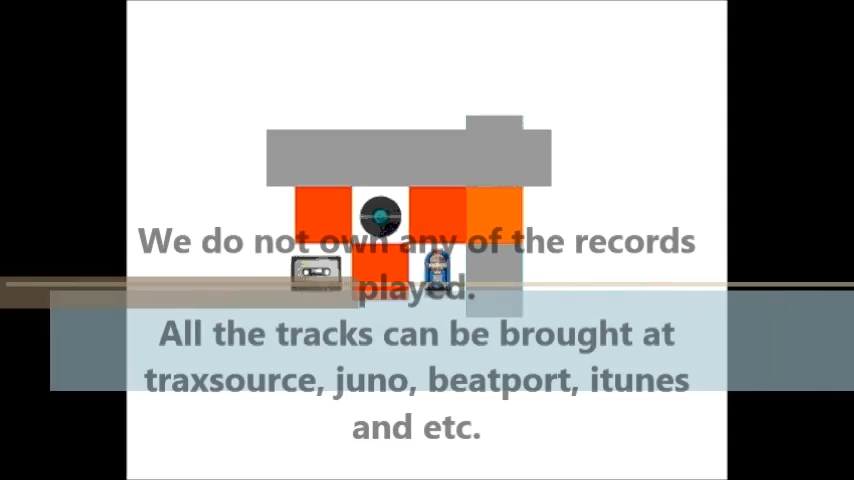 We do not own any of the records
played.
All the tracks can be brought at
traxsource, juno, beatport, itunes
and etc.